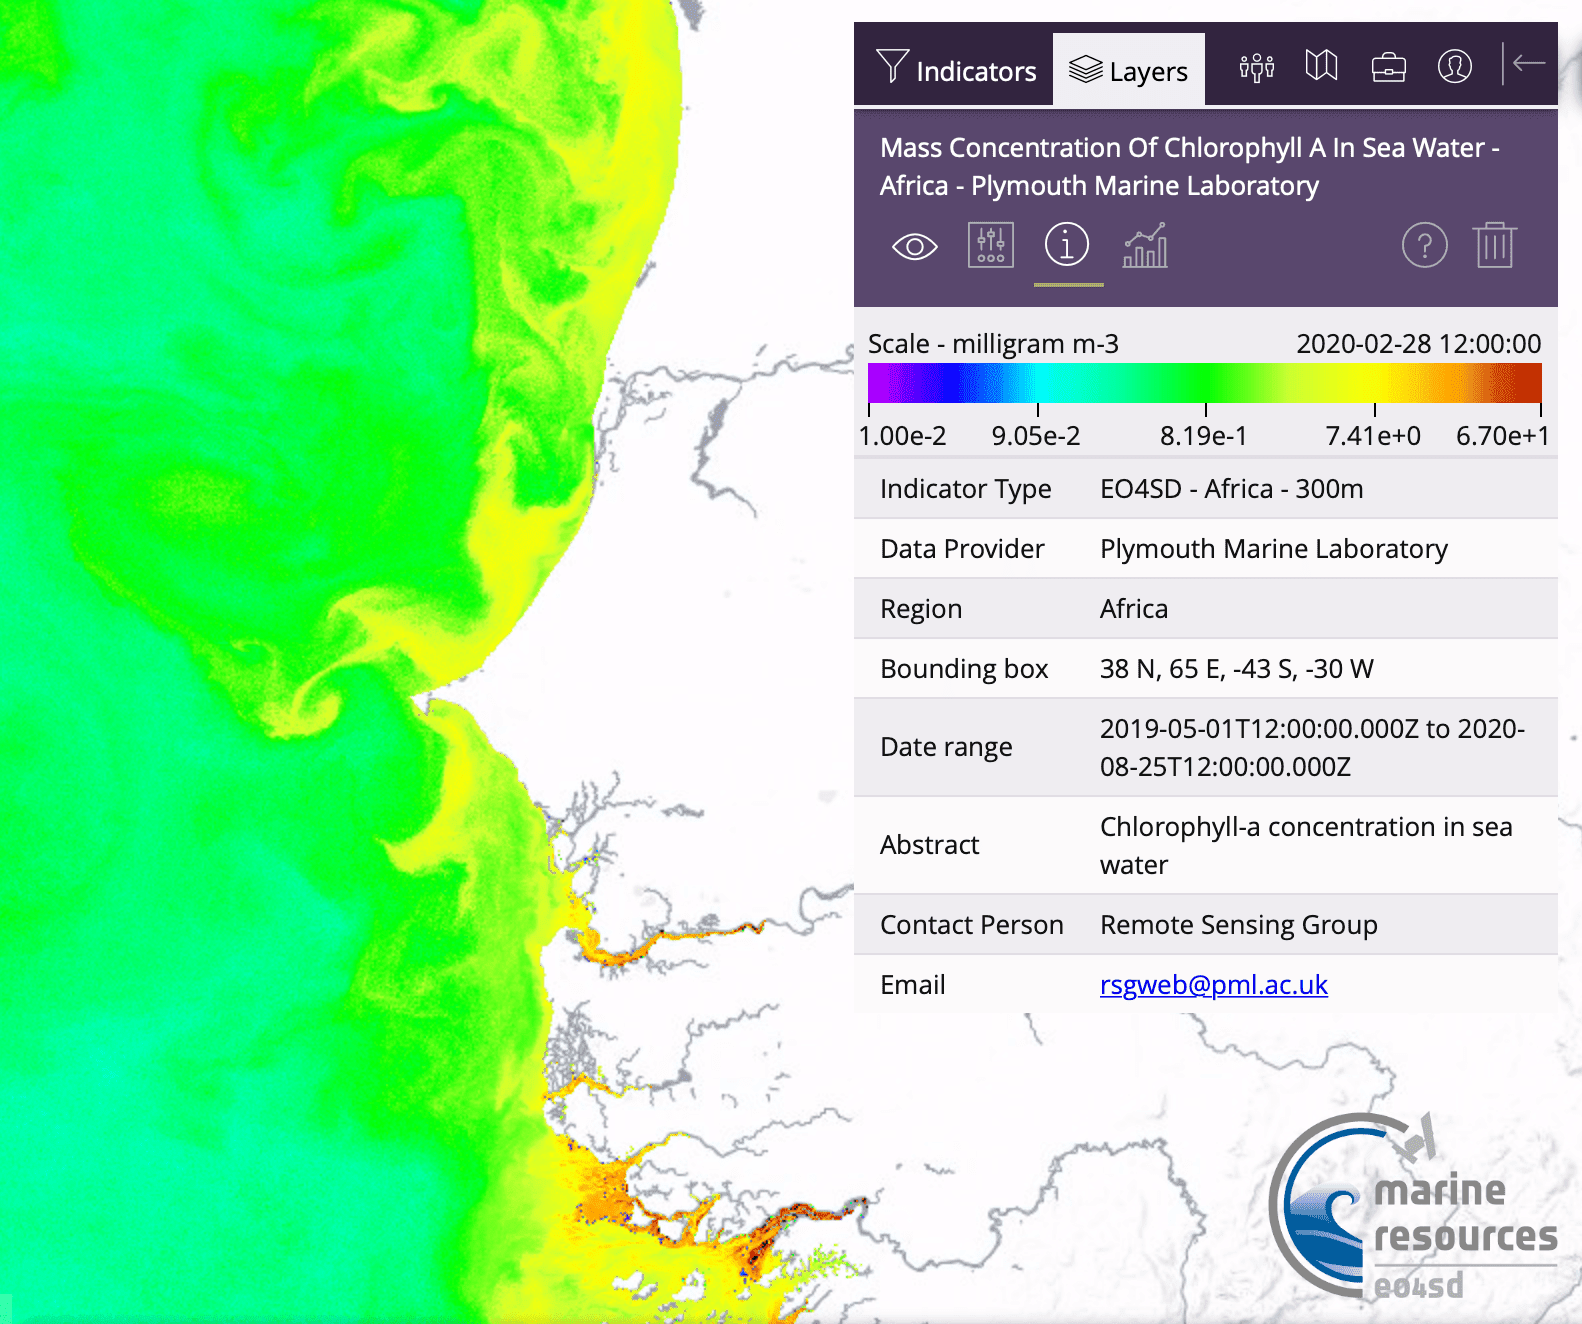 Indicators
Layers
Mass Concentration Of Chlorophyll A In Sea Water -
Africa - Plymouth Marine Laboratory
Scale - milligram m-3 2020-02-28 12:00:00
1.00e-2 9.05e-2 8.19e-1 7.41e+0 6.70e+1
Indicator Type EO4SD - Africa - 300m
Data Provider Plymouth Marine Laboratory
Region Africa
Bounding box 38 N, 65 E, -43 S, -30 W
Date range 2019-05-01T12:00:00.000Z to 2020-
08-25T12:00:00.000Z
Abstract Chlorophyll-a concentration in sea
water
Contact Person Remote Sensing Group
Email rsgweb@pml.ac.uk
marine
resources
eo4sd